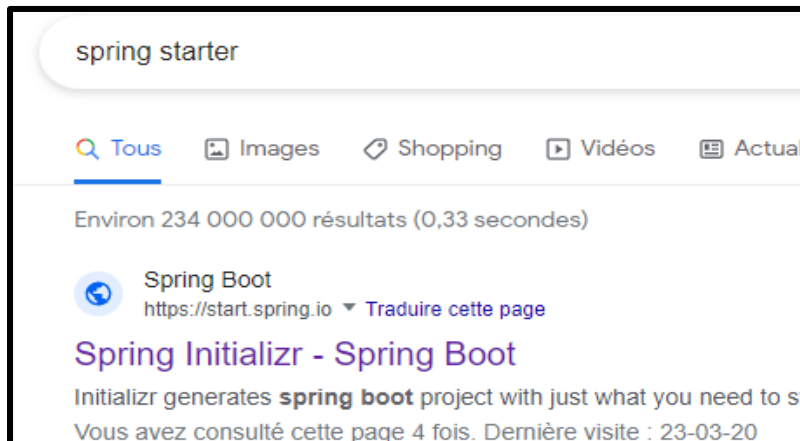 spring starter
Tous Images Shopping Vidéos
Environ 234 000 000 résultats (0,33 secondes)
Spring Boot
https://start.spring.io Traduire cette page
Spring Initializr - Spring Boot
Initializr generates spring boot project with just what you need to
Vous avez consulté cette page 4 fois. Dernière visite : 23-03-20